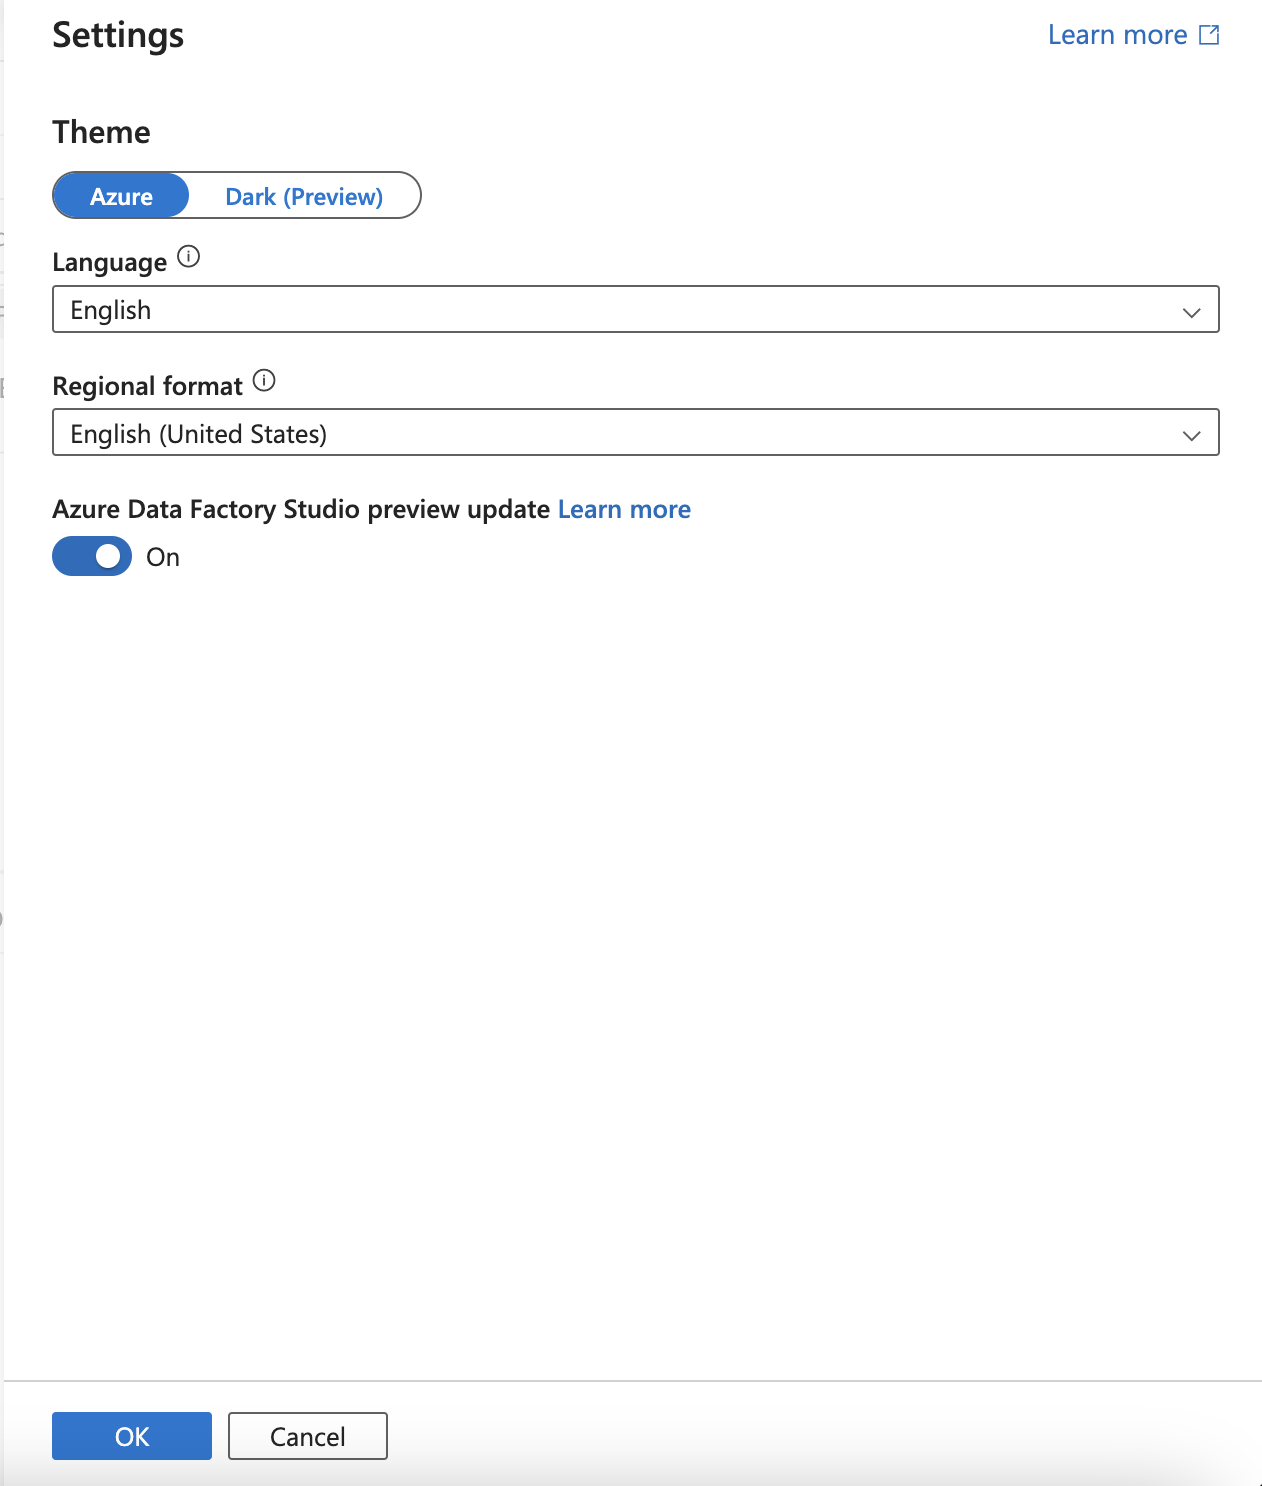 Settings
Learn more
Theme
Azure
Dark (Preview)
Language
English
Regional format
English (United States)
Azure Data Factory Studio preview update Learn more
On
OK
Cancel